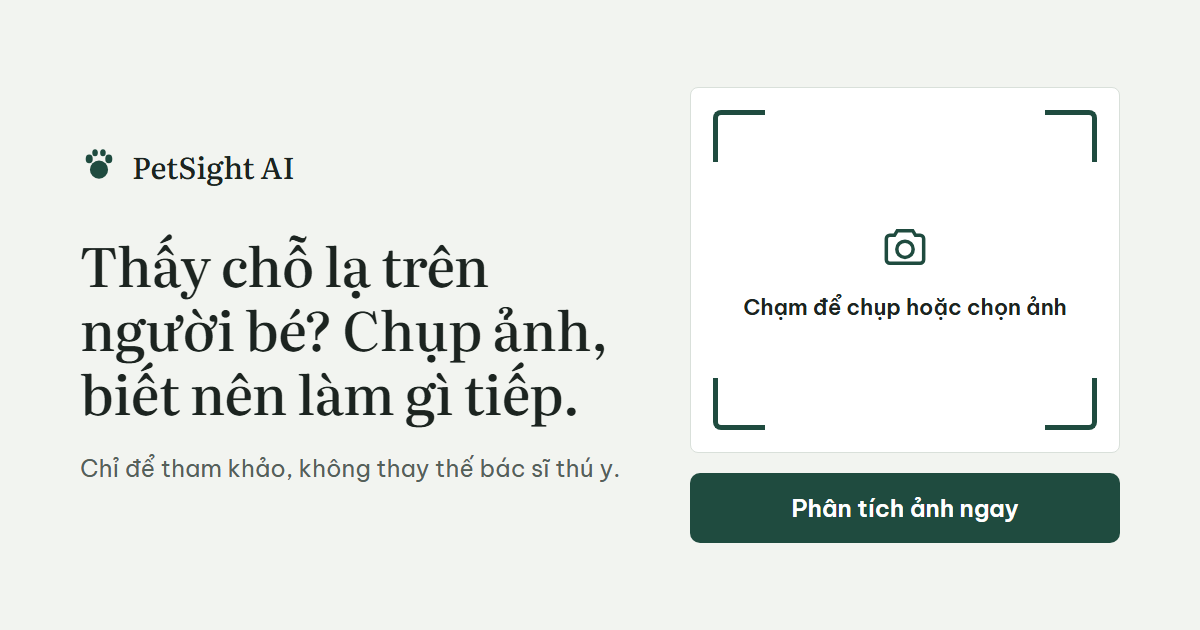 PetSight AI
Thấy chỗ lạ trên
người bé? Chụp ảnh,
biết nên làm gì tiếp.
Chỉ để tham khảo, không thay thế bác sĩ thú y.
Chạm để chụp hoặc chọn ảnh
Phân tích ảnh ngay